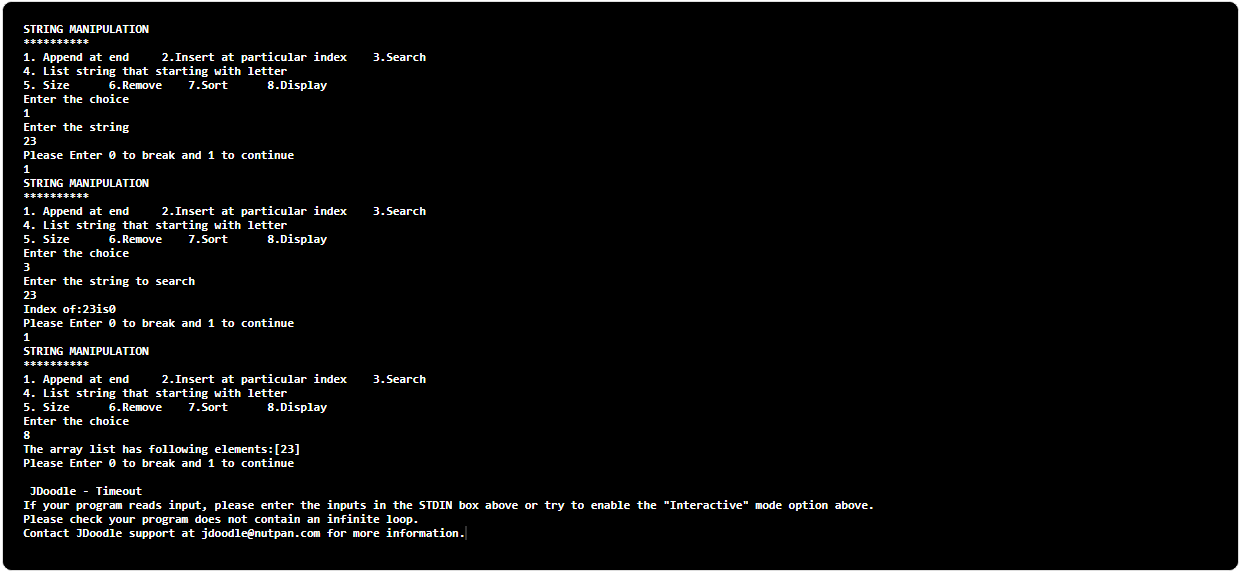 STRING MANIPULATION
**********
1. Append at end     2.Insert at particular index    3.Search
4. List string that starting with letter
5. Size      6.Remove    7.Sort      8.Display
Enter the choice
1
Enter the string
23
Please Enter 0 to break and 1 to continue
1
STRING MANIPULATION
**********
1. Append at end     2.Insert at particular index    3.Search
4. List string that starting with letter
5. Size      6.Remove    7.Sort      8.Display
Enter the choice
3
Enter the string to search
23
Index of:23is0
Please Enter 0 to break and 1 to continue
1
STRING MANIPULATION
**********
1. Append at end     2.Insert at particular index    3.Search
4. List string that starting with letter
5. Size      6.Remove    7.Sort      8.Display
Enter the choice
8
The array list has following elements:[23]
Please Enter 0 to break and 1 to continue

 JDoodle - Timeout
If your program reads input, please enter the inputs in the STDIN box above or try to enable the "Interactive" mode option above.
Please check your program does not contain an infinite loop.
Contact JDoodle support at jdoodle@nutpan.com for more information.